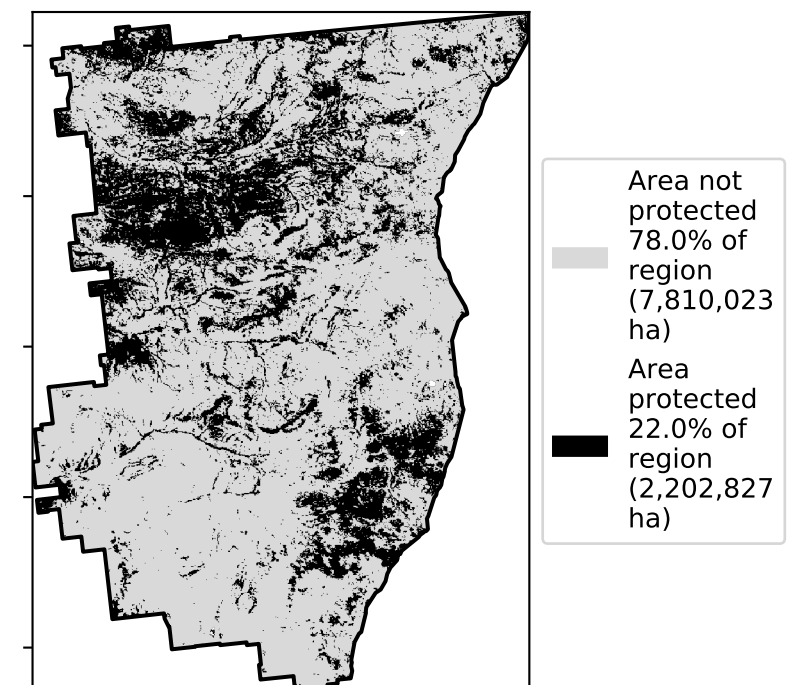 Area not
protected
78.0% of
region
(7,810,023
ha)
Area
protected
22.0% of
region
(2,202,827
ha)